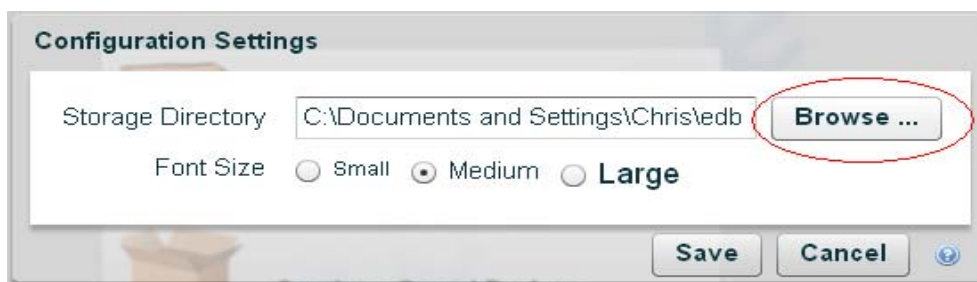 Configuration Settings
Storage Directory C:\Documents and Settings\Chris\edb Browse ...
Font Size Small Medium Large
Save Cancel